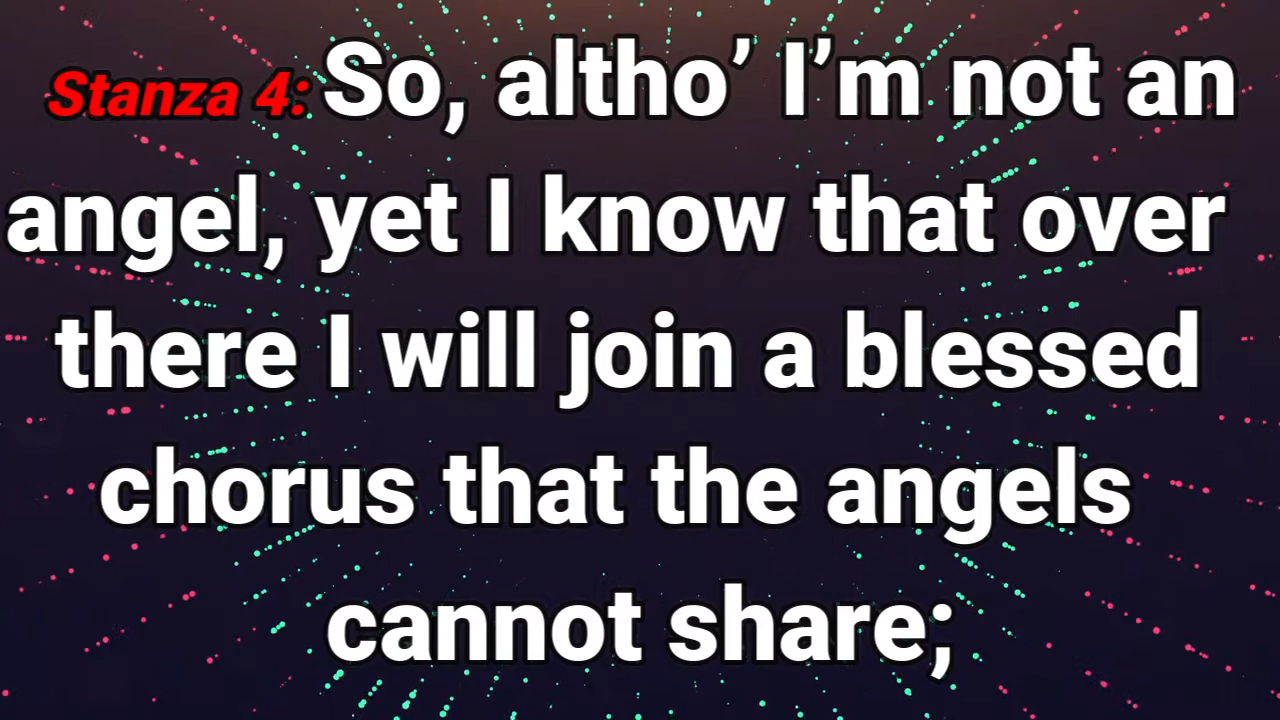 Stanza 4: So, altho’ I’m not an
angel, yet I know that over
there I will join a blessed
chorus that the angels
cannot share;